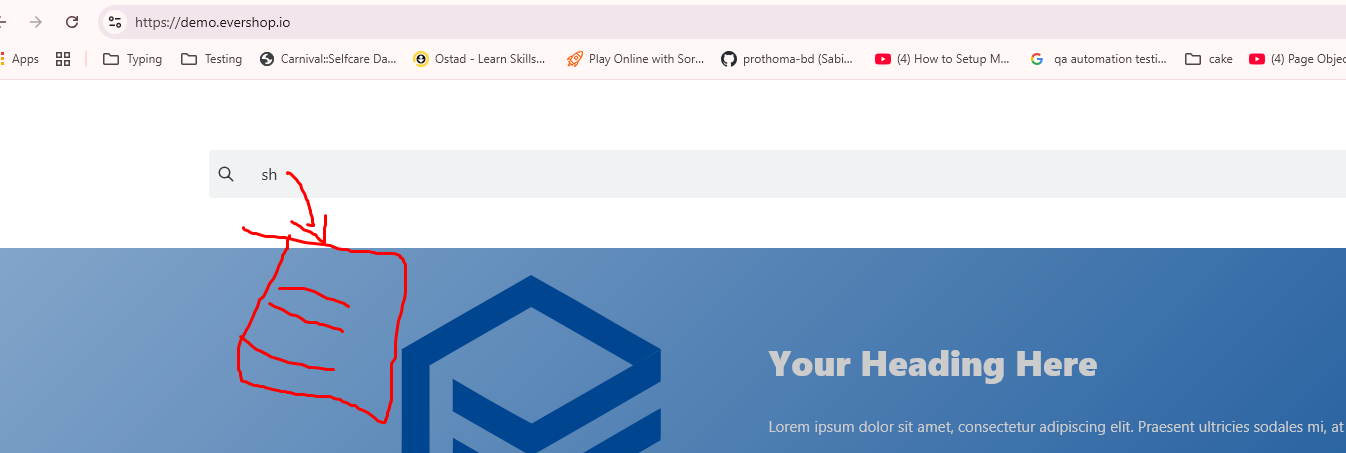 https://demo.evershop.io
Apps Typing Testing Carnival::Selfcare Da... Ostad - Learn Skills... Play Online with Sor... prothoma-bd (Sabi... (4) How to Setup M... qa automation testi... cake (4) Page Objec
sh
Your Heading Here
Lorem ipsum dolor sit amet, consectetur adipiscing elit. Praesent ultricies sodales mi, at